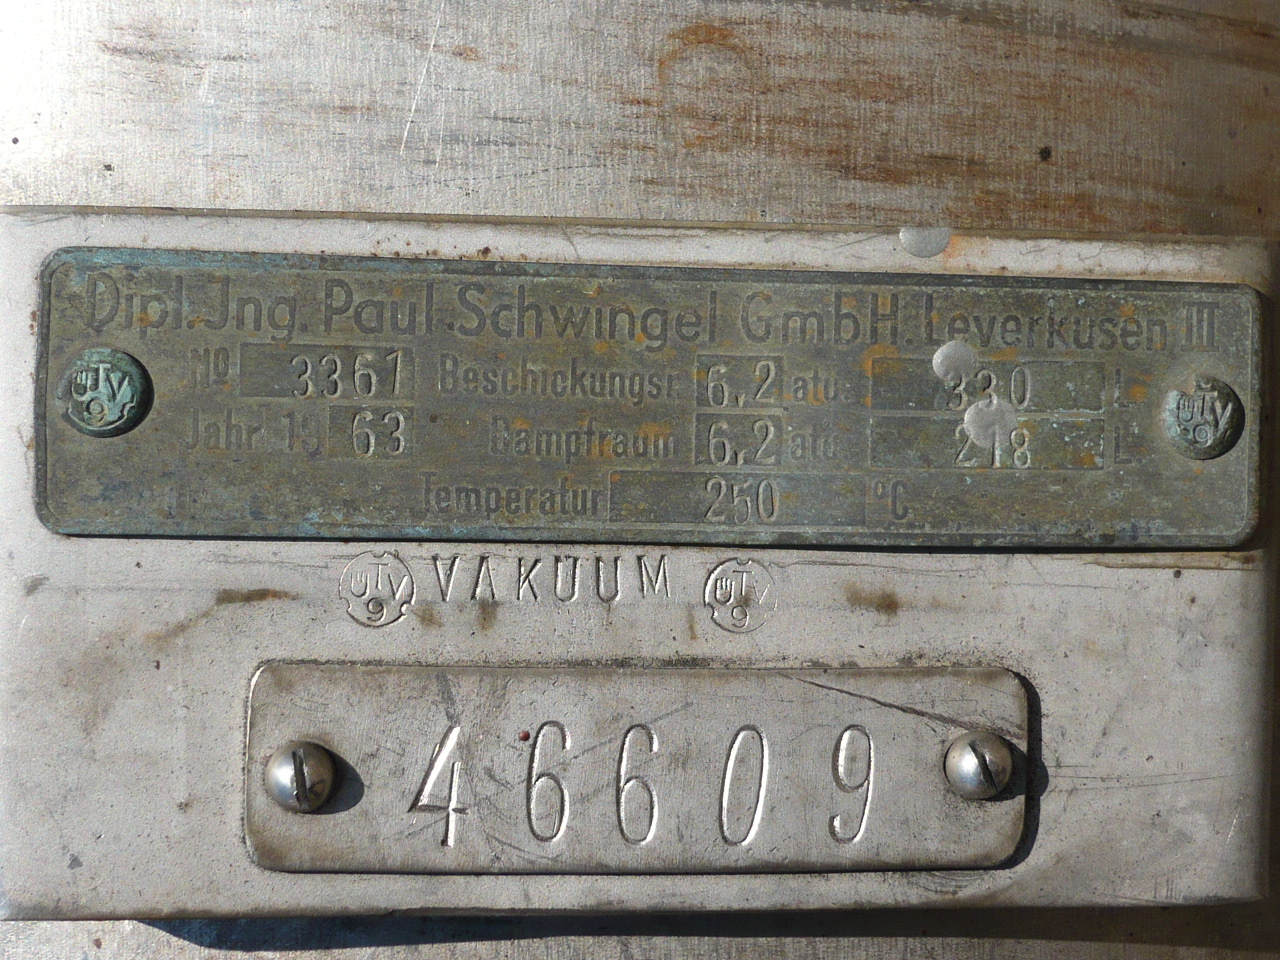 Dipl. Jng. Paul Schwingel GmbH. Leverkusen III
No 3361 Beschickungsr. 6,2 atü 330 L
Jahr 19 63 Dampfraum 6,2 atü 218 L
Temperatur 250 °C
VAKUUM
46609